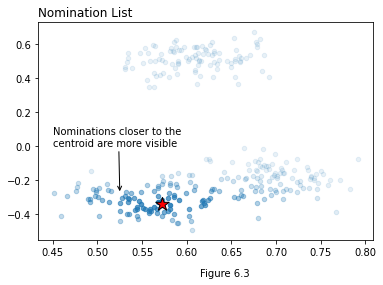 Nomination List
0.6
0.4
0.2
0.0
−0.2
−0.4
Nominations closer to the
centroid are more visible
0.45 0.50 0.55 0.60 0.65 0.70 0.75 0.80
Figure 6.3